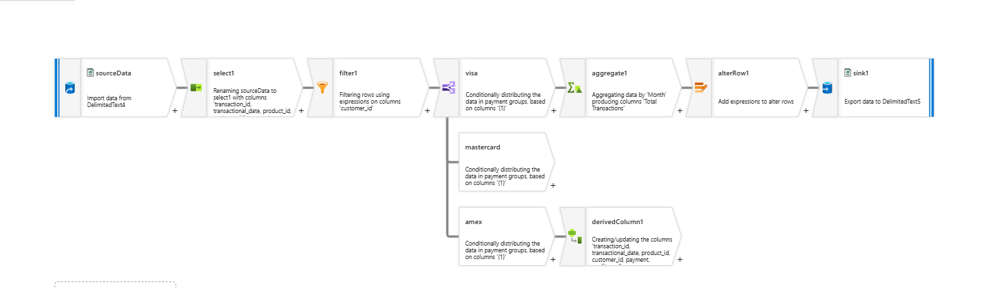 sourceData
Import data from
DelimitedText4
+
select1
Renaming sourceData to
select1 with columns
'transaction_id,
transactional_date, product_id,
+
filter1
Filtering rows using
expressions on columns
'customer_id'
+
visa
Conditionally distributing the
data in payment groups, based
on columns '{1}'
+
aggregate1
Aggregating data by 'Month'
producing columns 'Total
Transactions'
+
alterRow1
Add expressions to alter rows
+
sink1
Export data to DelimitedText5
mastercard
Conditionally distributing the
data in payment groups, based
on columns '{1}'
+
amex
Conditionally distributing the
data in payment groups, based
on columns '{1}'
+
derivedColumn1
Creating/updating the columns
'transaction_id,
transactional_date, product_id,
customer_id, payment,
+